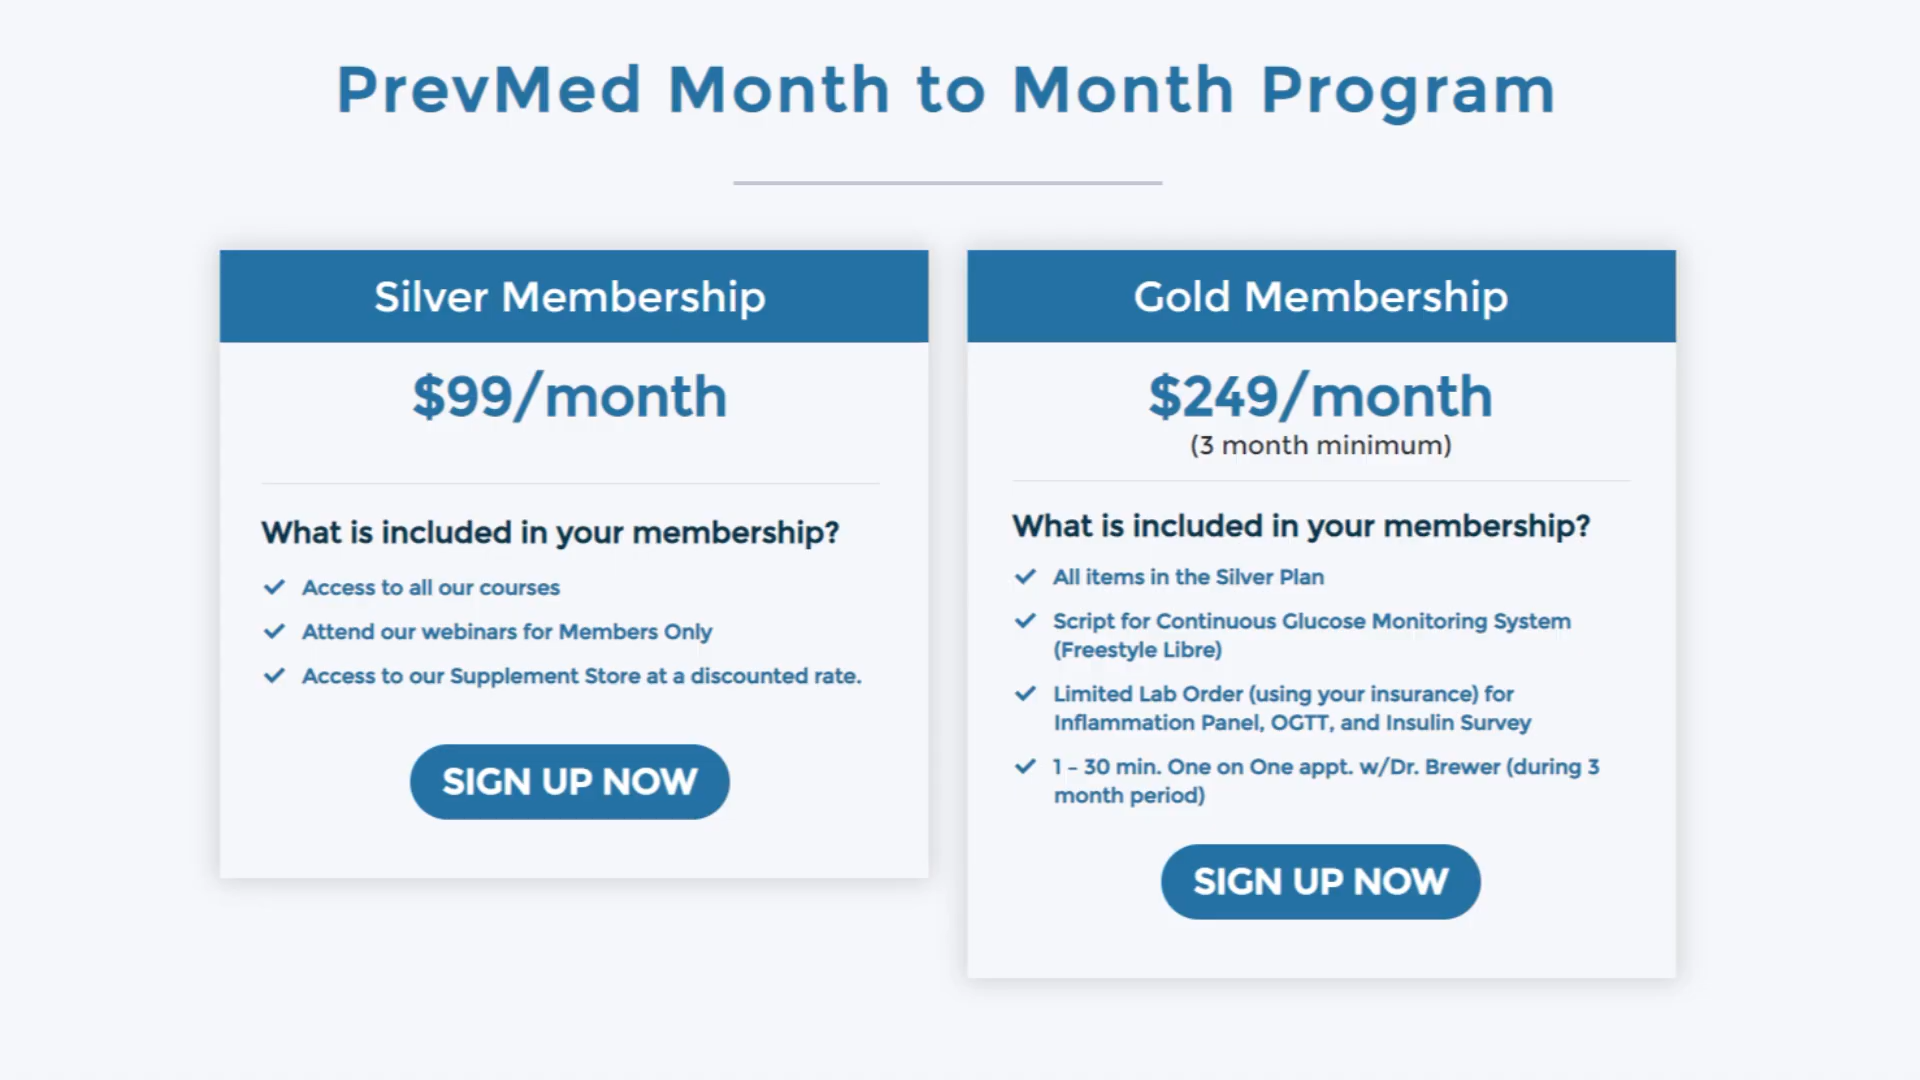 PrevMed Month to Month Program
Silver Membership
$99/month
What is included in your membership?
Access to all our courses
Attend our webinars for Members Only
Access to our Supplement Store at a discounted rate.
SIGN UP NOW
Gold Membership
$249/month
(3 month minimum)
What is included in your membership?
All items in the Silver Plan
Script for Continuous Glucose Monitoring System
(Freestyle Libre)
Limited Lab Order (using your insurance) for
Inflammation Panel, OGTT, and Insulin Survey
1 – 30 min. One on One appt. w/Dr. Brewer (during 3
month period)
SIGN UP NOW